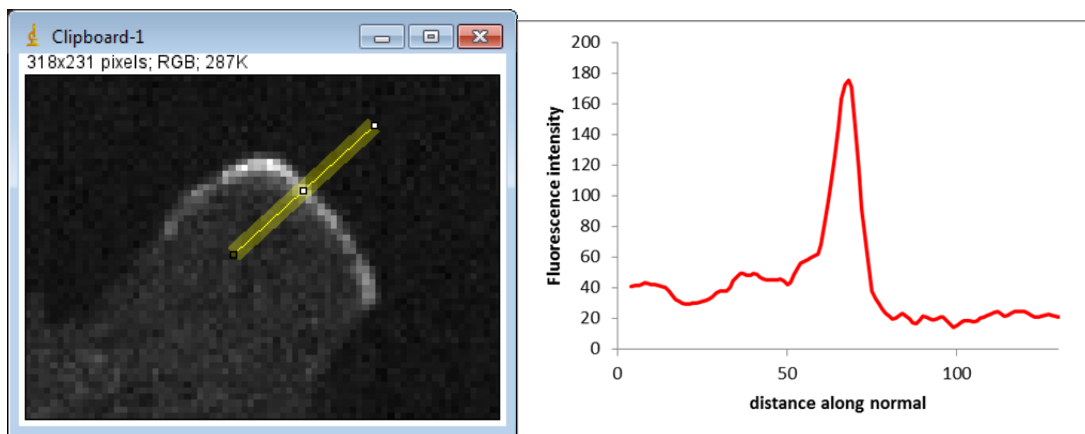 Clipboard-1
318x231 pixels; RGB; 287K
200
180
160
140
120
100
80
60
40
20
0
Fluorescence intensity
0 50 100
distance along normal